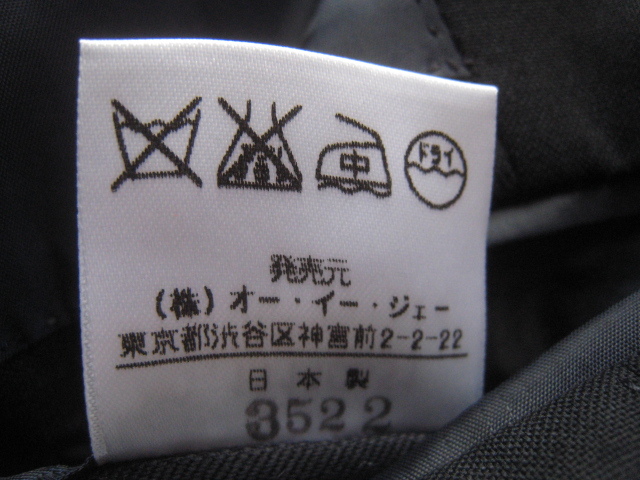 中 ドライ
発売元
(株) オー・イー・ジェー
東京都渋谷区神宮前2-2-22
日本製
3522